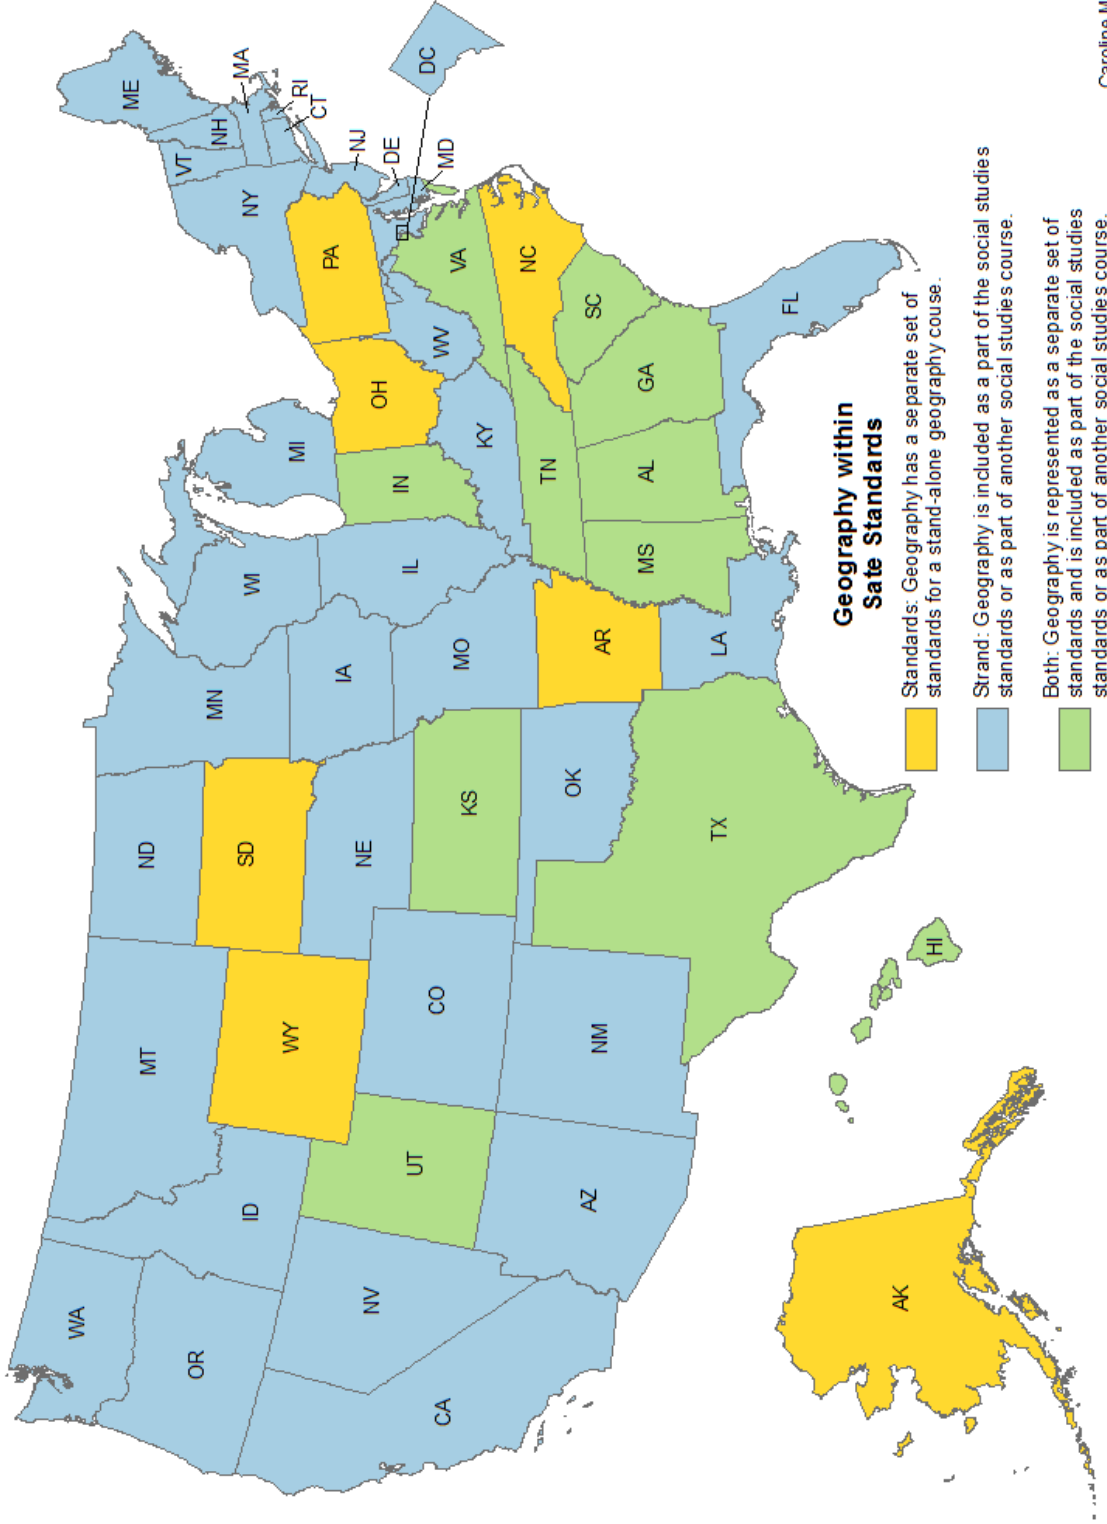 WA
OR
CA
NV
ID
MT
WY
UT
AZ
CO
NM
ND
SD
NE
KS
OK
TX
MN
IA
MO
AR
LA
WI
IL
MI
IN
OH
KY
TN
MS
AL
GA
FL
SC
NC
VA
WV
PA
NY
VT
NH
ME
MA
RI
CT
NJ
DE
MD
DC
AK
HI
Geography within
Sate Standards
Standards: Geography has a separate set of
standards for a stand-alone geography couse.
Strand: Geography is included as a part of the social studies
standards or as part of another social studies course.
Both: Geography is represented as a separate set of
standards and is included as part of the social studies
standards or as part of another social studies course.
Caroline M